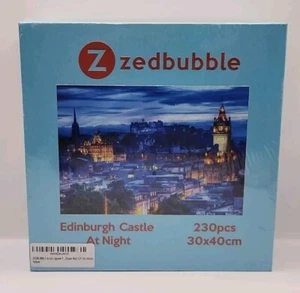 Z zedbubble
Edinburgh Castle
At Night
230pcs
30x40cm